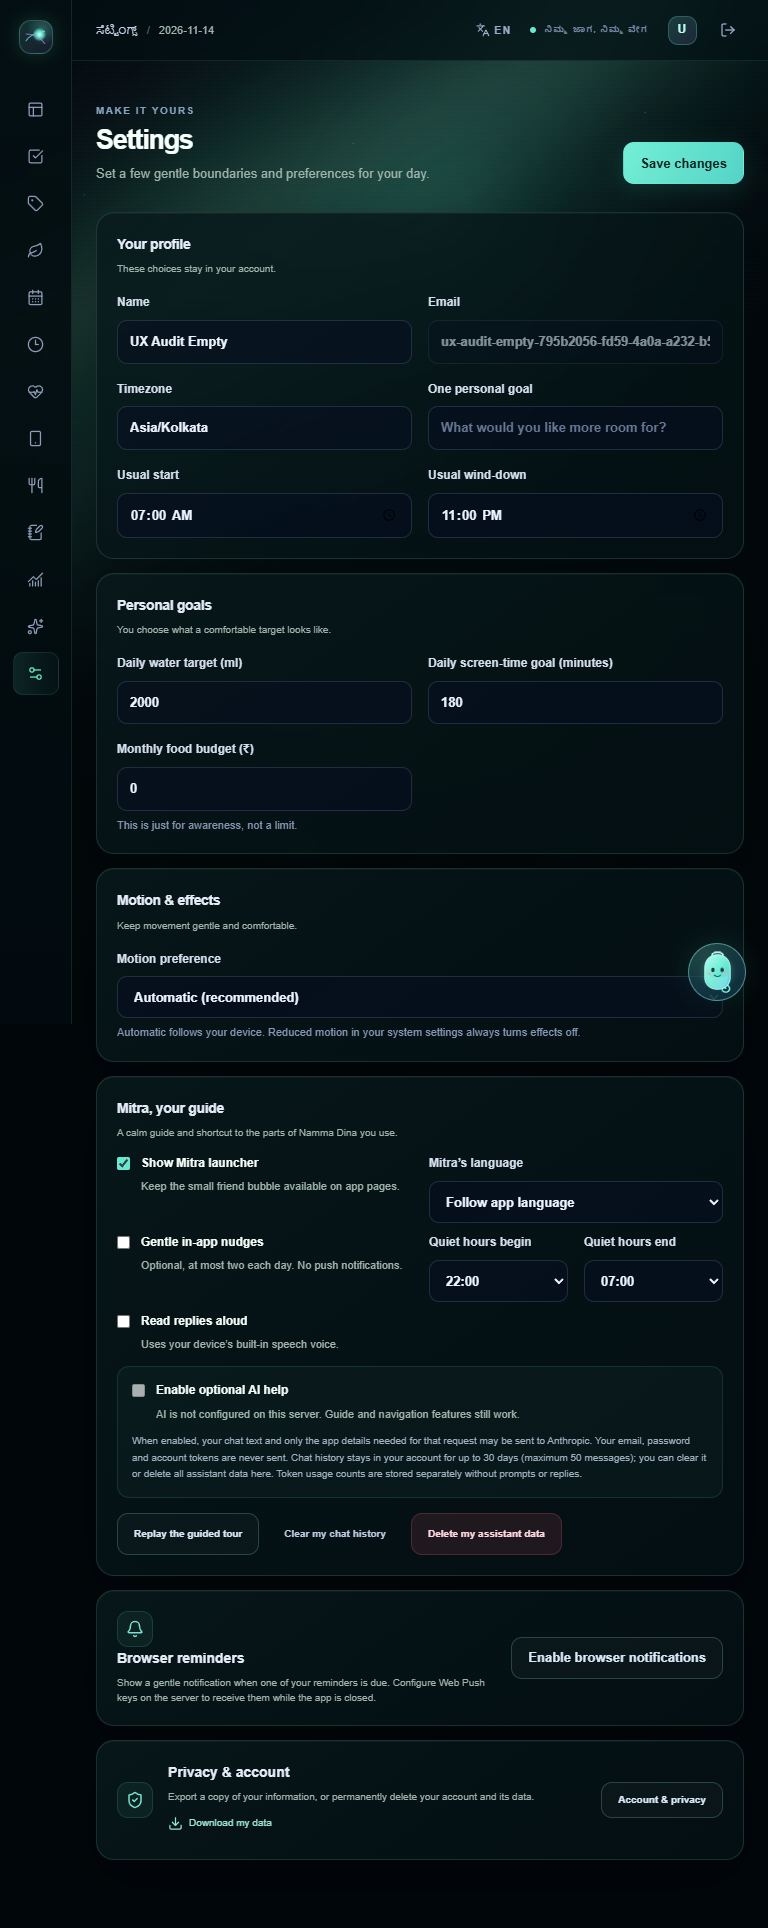 ಸೆಟ್ಟಿಂಗ್ಸ್ / 2026-11-14
EN
ನಿಮ್ಮ ಜಾಗ, ನಿಮ್ಮ ವೇಗ
U
MAKE IT YOURS
Settings
Set a few gentle boundaries and preferences for your day.
Save changes
Your profile
These choices stay in your account.
Name
Email
UX Audit Empty
ux-audit-empty-795b2056-fd59-4a0a-a232-b
Timezone
One personal goal
Asia/Kolkata
What would you like more room for?
Usual start
Usual wind-down
07:00 AM
11:00 PM
Personal goals
You choose what a comfortable target looks like.
Daily water target (ml)
Daily screen-time goal (minutes)
2000
180
Monthly food budget (₹)
0
This is just for awareness, not a limit.
Motion & effects
Keep movement gentle and comfortable.
Motion preference
Automatic (recommended)
Automatic follows your device. Reduced motion in your system settings always turns effects off.
Mitra, your guide
A calm guide and shortcut to the parts of Namma Dina you use.
Show Mitra launcher
Keep the small friend bubble available on app pages.
Mitra's language
Follow app language
Gentle in-app nudges
Optional, at most two each day. No push notifications.
Quiet hours begin
Quiet hours end
22:00
07:00
Read replies aloud
Uses your device's built-in speech voice.
Enable optional AI help
AI is not configured on this server. Guide and navigation features still work.
When enabled, your chat text and only the app details needed for that request may be sent to Anthropic. Your email, password
and account tokens are never sent. Chat history stays in your account for up to 30 days (maximum 50 messages); you can clear it
or delete all assistant data here. Token usage counts are stored separately without prompts or replies.
Replay the guided tour
Clear my chat history
Delete my assistant data
Browser reminders
Show a gentle notification when one of your reminders is due. Configure Web Push
keys on the server to receive them while the app is closed.
Enable browser notifications
Privacy & account
Export a copy of your information, or permanently delete your account and its data.
Download my data
Account & privacy